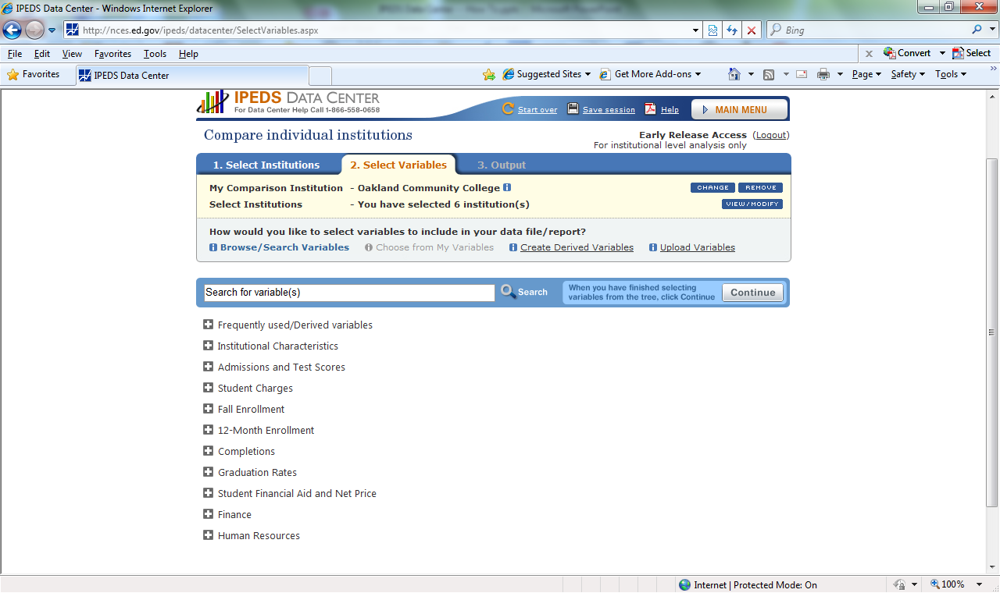 IPEDS Data Center - Windows Internet Explorer
http://nces.ed.gov/ipeds/datacenter/SelectVariables.aspx
Bing
File Edit View Favorites Tools Help
x Convert Select
Favorites IPEDS Data Center Suggested Sites Get More Add-ons Page Safety Tools
IPEDS DATA CENTER
For Data Center Help Call 1-866-558-0658
Start over Save session Help MAIN MENU
Compare individual institutions
Early Release Access (Logout)
For institutional level analysis only
1. Select Institutions 2. Select Variables 3. Output
My Comparison Institution - Oakland Community College CHANGE REMOVE
Select Institutions - You have selected 6 institution(s) VIEW/MODIFY
How would you like to select variables to include in your data file/report?
Browse/Search Variables Choose from My Variables Create Derived Variables Upload Variables
Search for variable(s) Search
When you have finished selecting
variables from the tree, click Continue
Continue
Frequently used/Derived variables
Institutional Characteristics
Admissions and Test Scores
Student Charges
Fall Enrollment
12-Month Enrollment
Completions
Graduation Rates
Student Financial Aid and Net Price
Finance
Human Resources
Internet | Protected Mode: On 100%